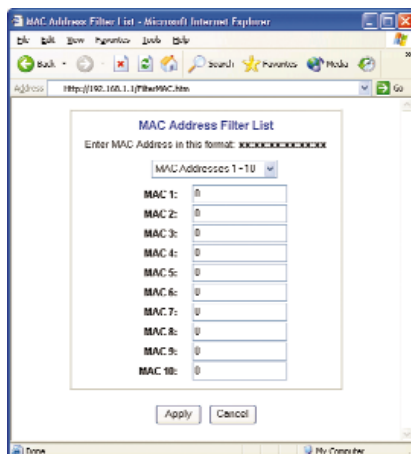 MAC Address Filter List - Microsoft Internet Explorer
File Edit View Favorites Tools Help
Back Search Favorites Media
Address http://192.168.1.1/FilterMAC.htm Go
MAC Address Filter List
Enter MAC Address in this format: xxxxxxxxxxxx
MAC Addresses 1~10
MAC 1: 0
MAC 2: 0
MAC 3: 0
MAC 4: 0
MAC 5: 0
MAC 6: 0
MAC 7: 0
MAC 8: 0
MAC 9: 0
MAC 10: 0
Apply Cancel
Done My Computer